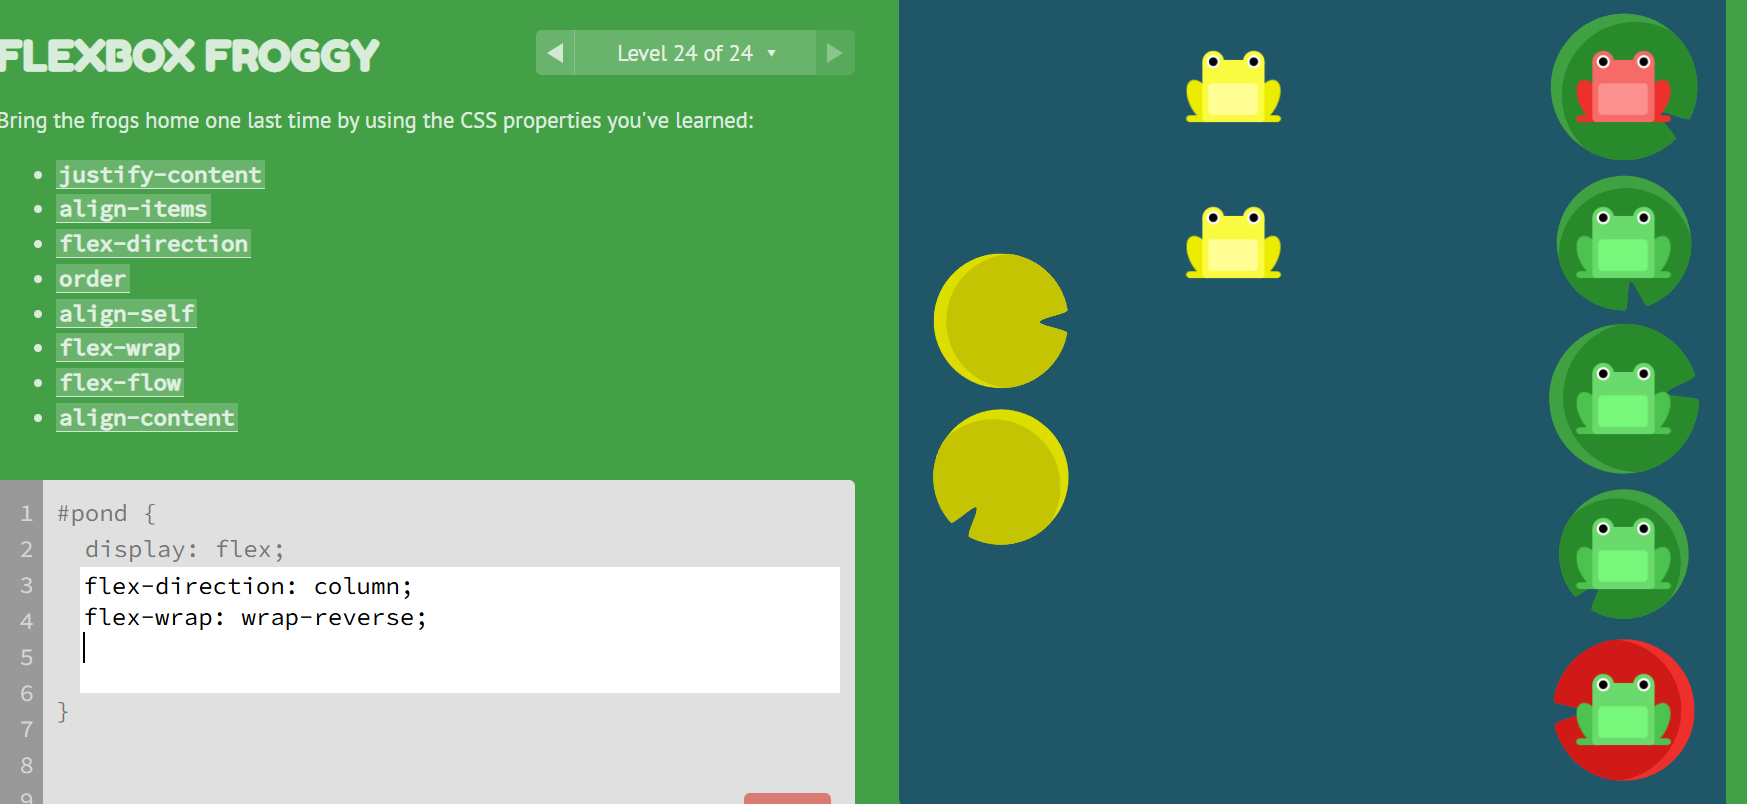 FLEXBOX FROGGY
◀ Level 24 of 24 ▼ ▶
Bring the frogs home one last time by using the CSS properties you've learned:
• justify-content
• align-items
• flex-direction
• order
• align-self
• flex-wrap
• flex-flow
• align-content
1 #pond {
2 display: flex;
3 flex-direction: column;
4 flex-wrap: wrap-reverse;
5
6
}
7
8
9